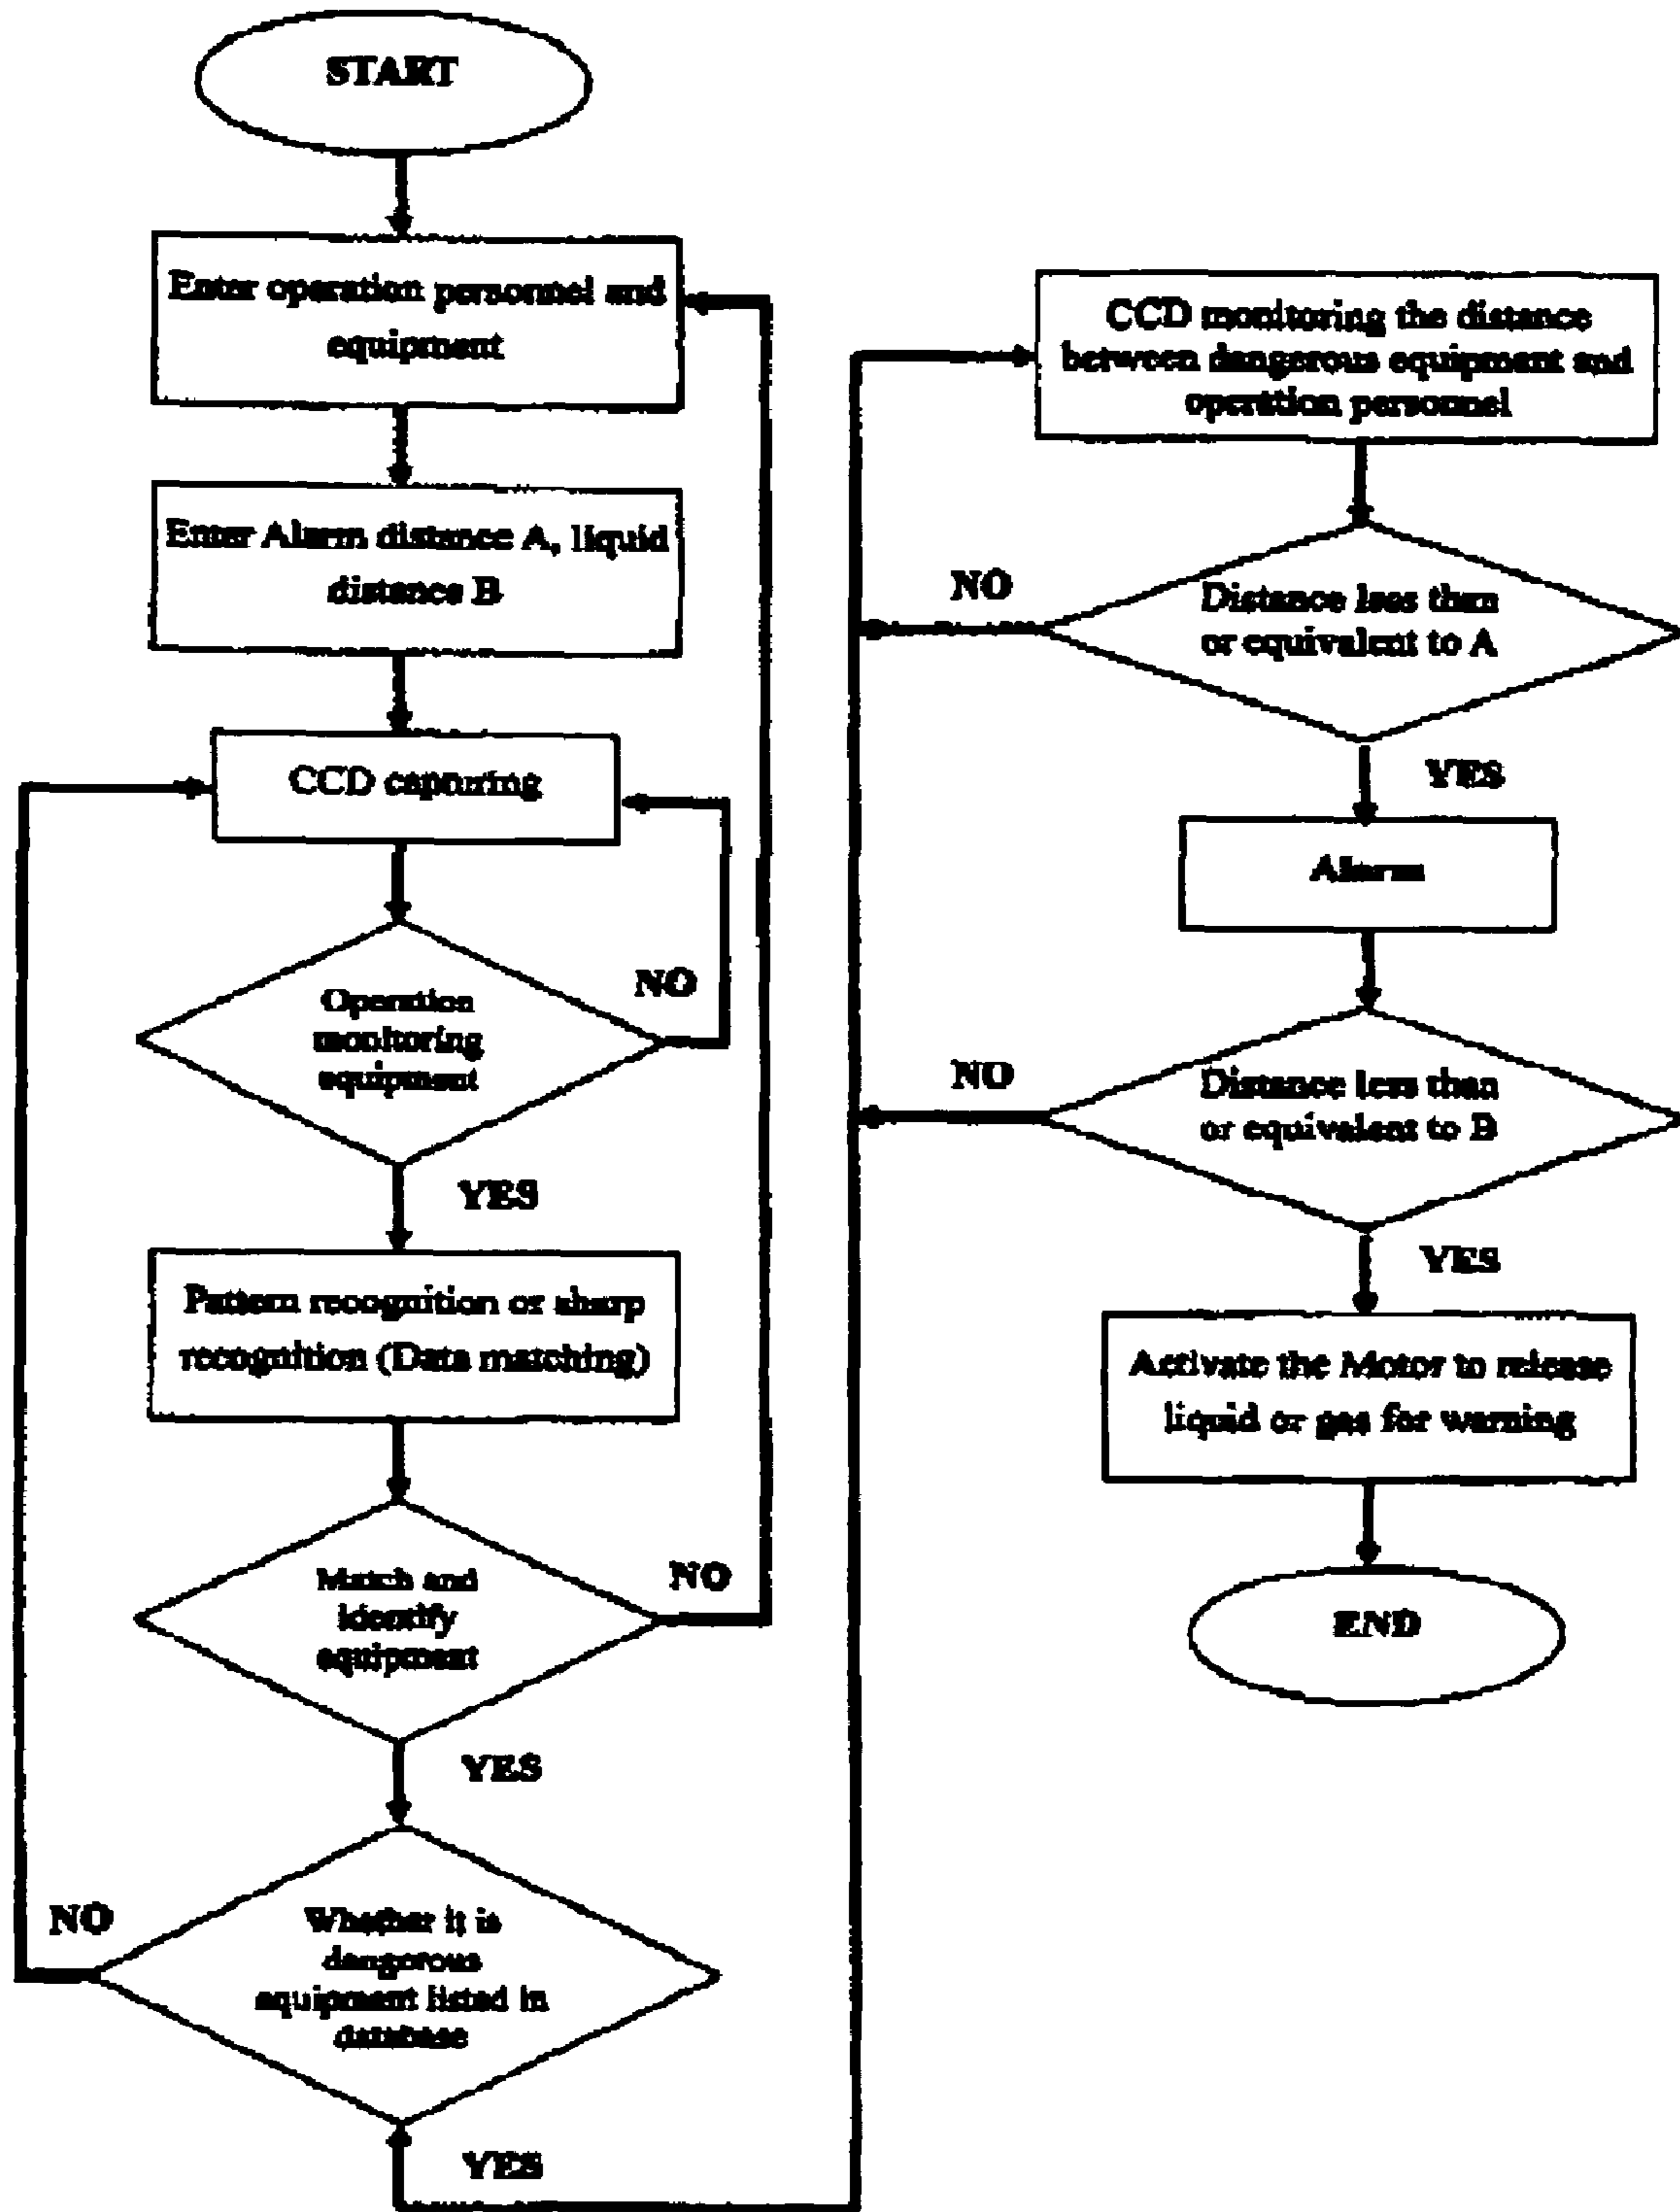 START
Enter operation personnel and
equipment
Enter Alarm distance A, liquid
distance B
CCD capturing
Operation
monitoring
equipment
NO
YES
Pattern recognition or sharp
recognition (Data matching)
Match and
identify
equipment
NO
YES
Whether it is
dangerous
equipment listed in
database
NO
YES
CCD monitoring the distance
between dangerous equipment and
operation personnel
Distance less than
or equivalent to A
NO
YES
Alarm
Distance less than
or equivalent to B
NO
YES
Activate the Motor to release
liquid or gas for warning
END